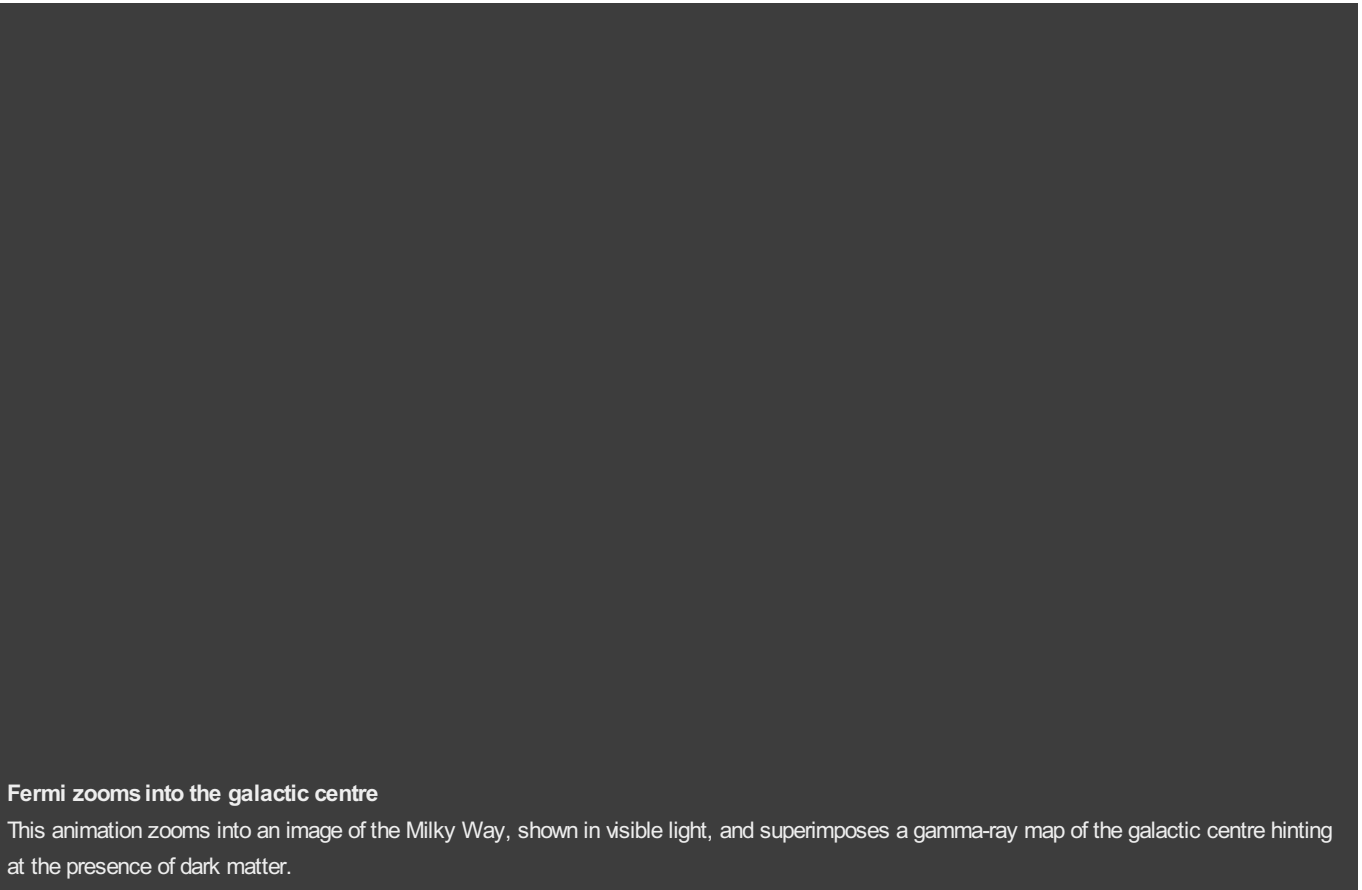 Fermi zooms into the galactic centre
This animation zooms into an image of the Milky Way, shown in visible light, and superimposes a gamma-ray map of the galactic centre hinting
at the presence of dark matter.